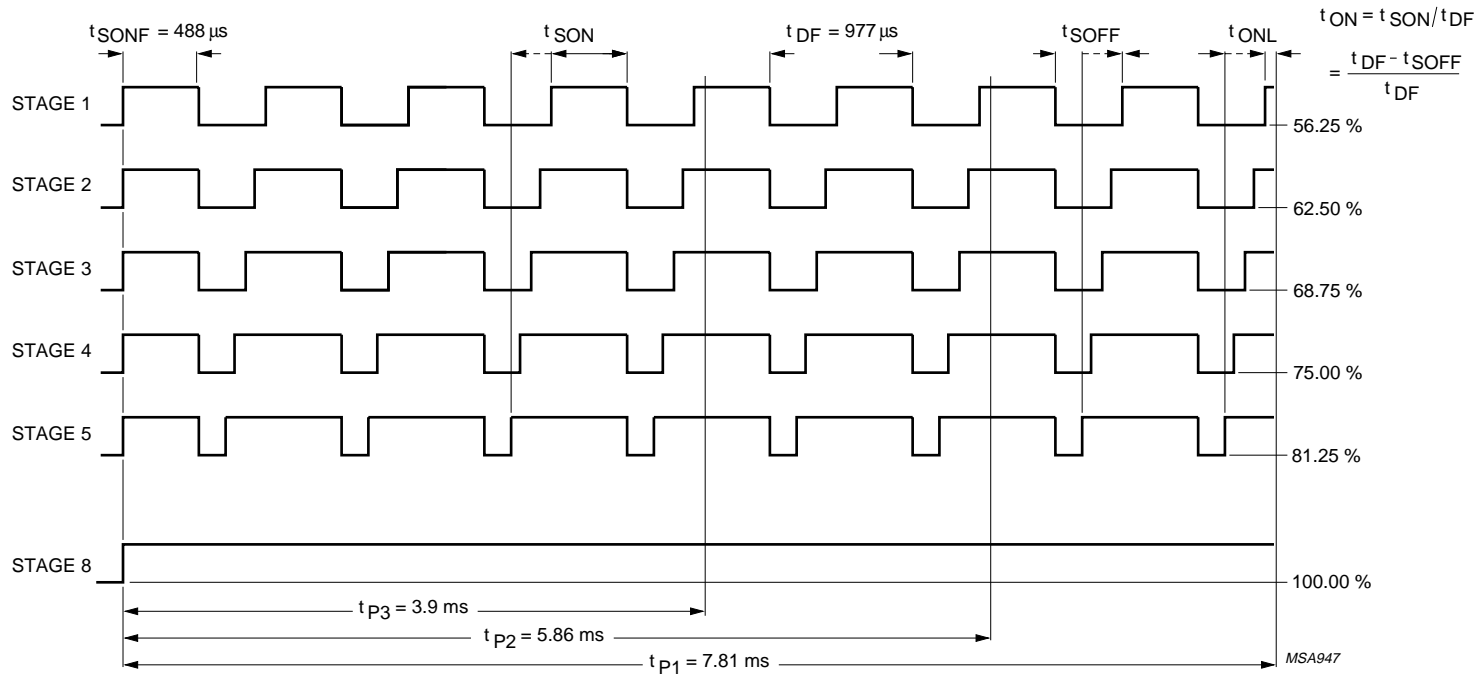 t SONF = 488 µs
t SON
t DF = 977 µs
t SOFF
t ONL
t ON = t SON / t DF
= t DF - t SOFF
t DF
STAGE 1
56.25 %
STAGE 2
62.50 %
STAGE 3
68.75 %
STAGE 4
75.00 %
STAGE 5
81.25 %
STAGE 8
100.00 %
t P3 = 3.9 ms
t P2 = 5.86 ms
t P1 = 7.81 ms
MSA947